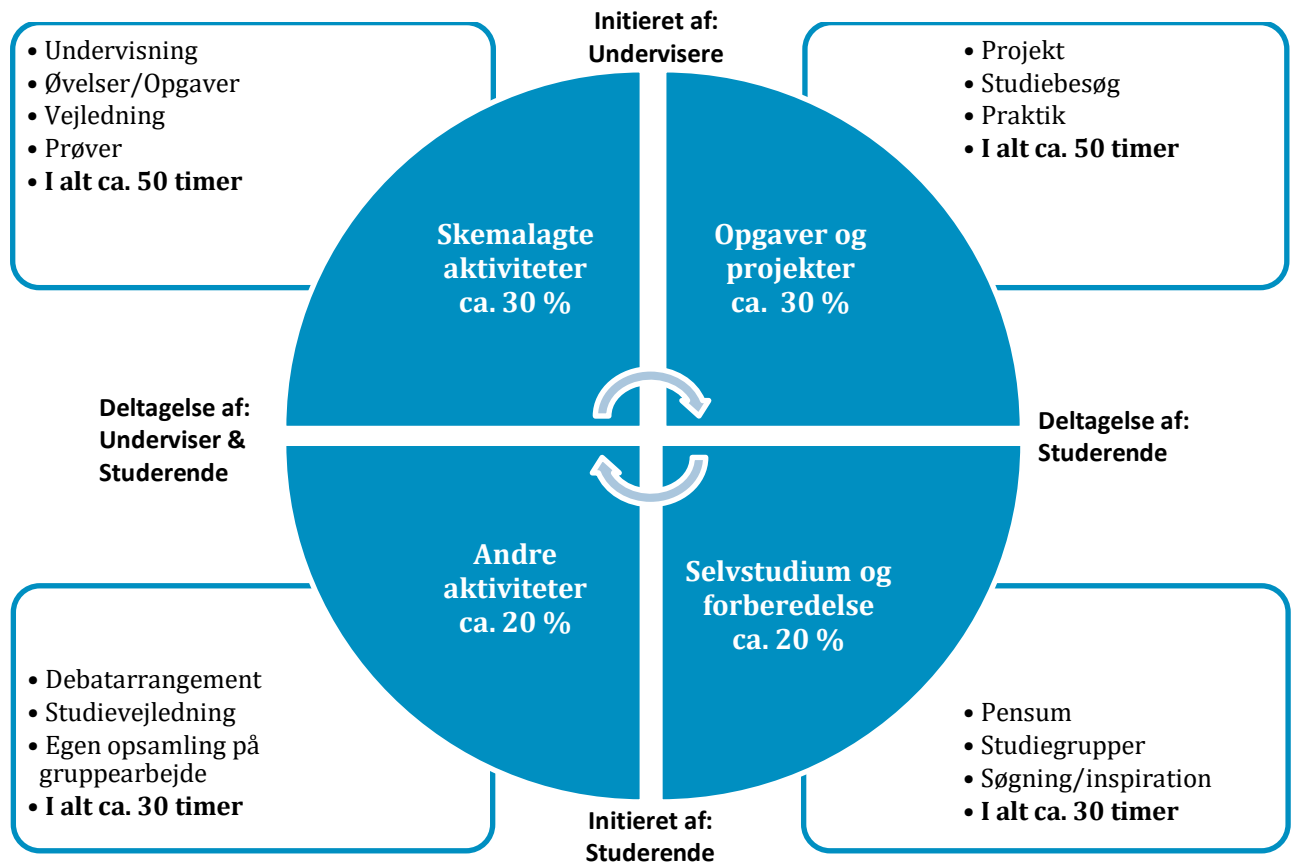 Initieret af:
Undervisere
• Undervisning
• Øvelser/Opgaver
• Vejledning
• Prøver
• I alt ca. 50 timer
• Projekt
• Studiebesøg
• Praktik
• I alt ca. 50 timer
Skemalagte
aktiviteter
ca. 30 %
Opgaver og
projekter
ca. 30 %
Deltagelse af:
Underviser &
Studerende
Deltagelse af:
Studerende
Andre
aktiviteter
ca. 20 %
Selvstudium og
forberedelse
ca. 20 %
• Debatarrangement
• Studievejledning
• Egen opsamling på
gruppearbejde
• I alt ca. 30 timer
• Pensum
• Studiegrupper
• Søgning/inspiration
• I alt ca. 30 timer
Initieret af:
Studerende